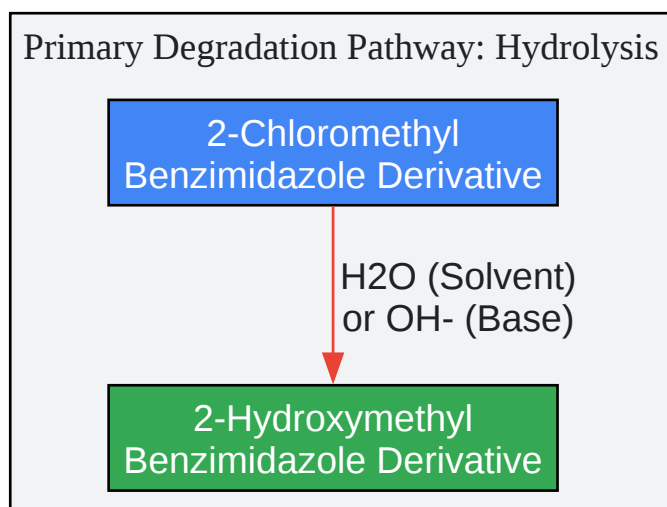 Primary Degradation Pathway: Hydrolysis
2-Chloromethyl
Benzimidazole Derivative
H2O (Solvent)
or OH- (Base)
2-Hydroxymethyl
Benzimidazole Derivative